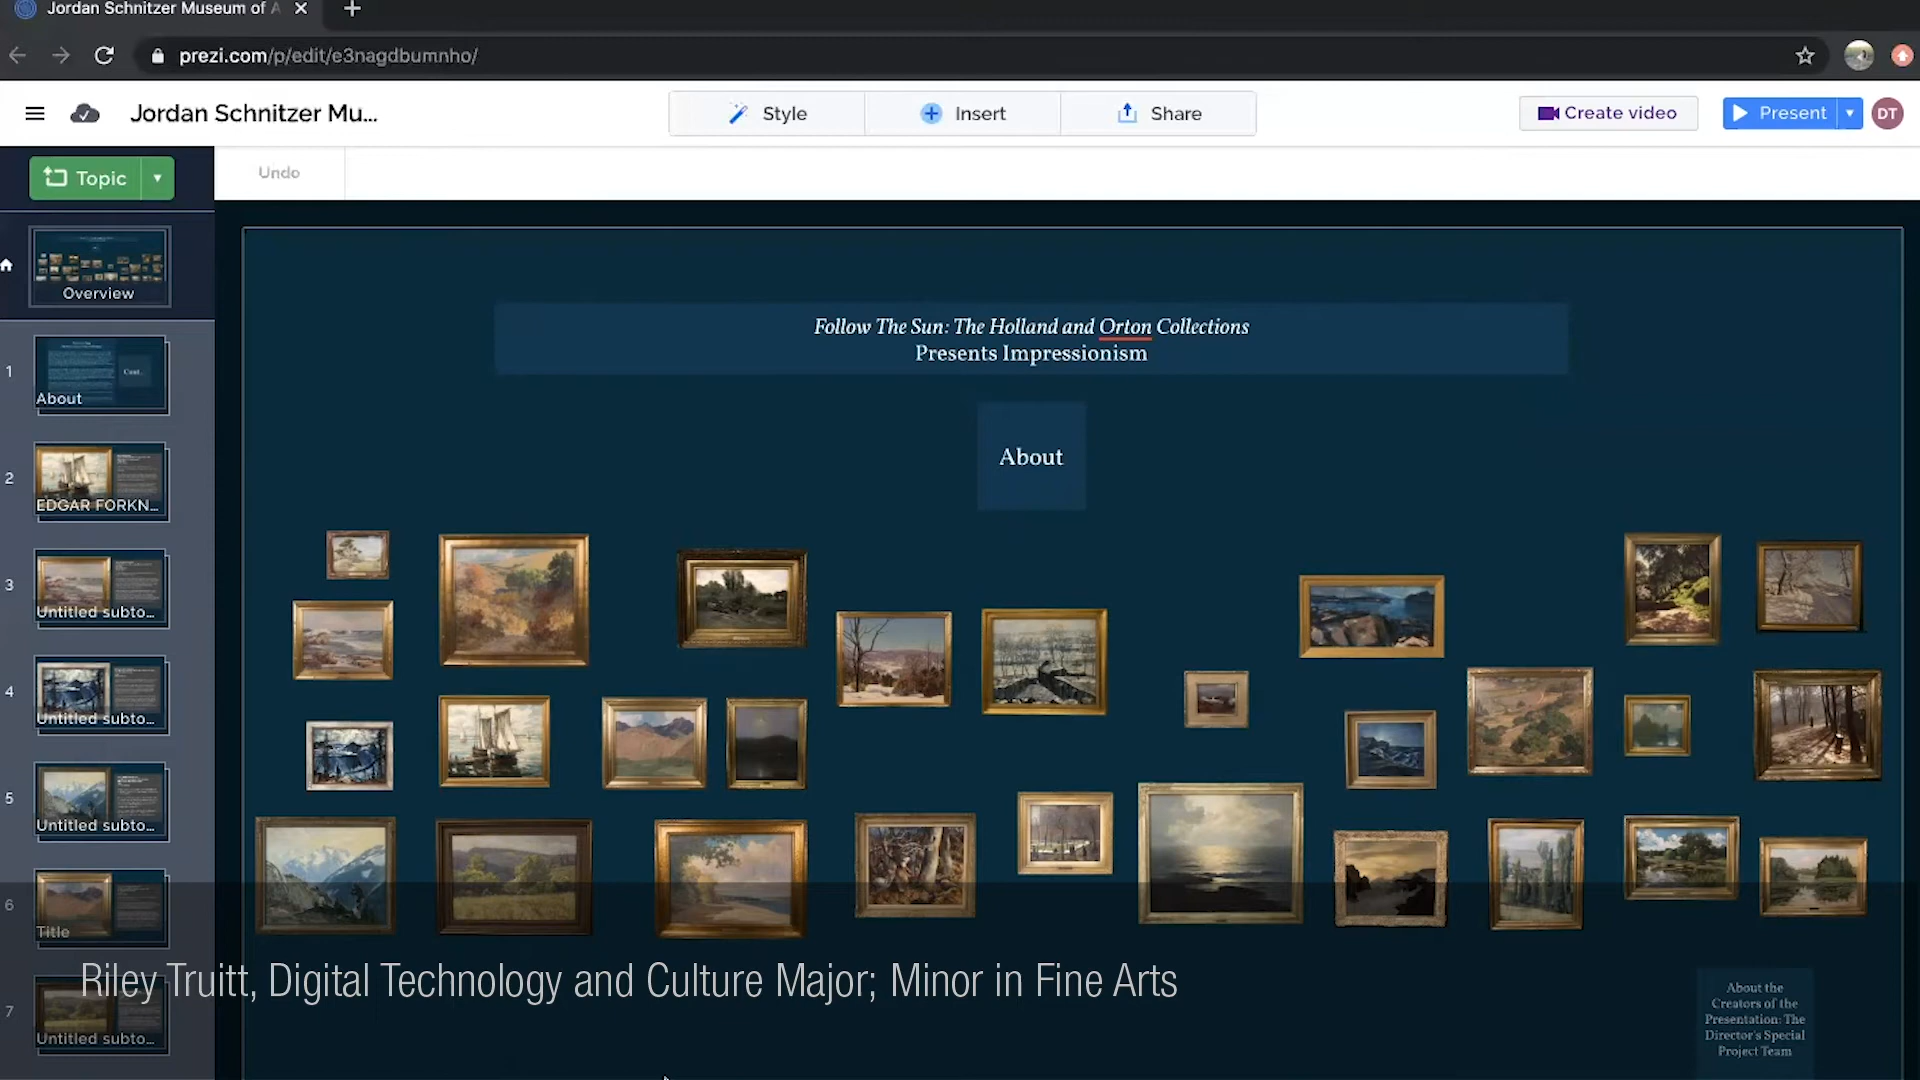 Jordan Schnitzer Museum of A
prezi.com/p/edit/e3nagdbumnho/
Jordan Schnitzer Mu...
Style
Insert
Share
Create video
Present
DT
Topic
Undo
Overview
1
About
2
EDGAR FORKN...
3
Untitled subto...
4
Untitled subto...
5
Untitled subto...
6
Title
7
Untitled subto...
Follow The Sun: The Holland and Orton Collections
Presents Impressionism
About
Riley Truitt, Digital Technology and Culture Major; Minor in Fine Arts
About the
Creators of the
Presentation: The
Director's Special
Project Team